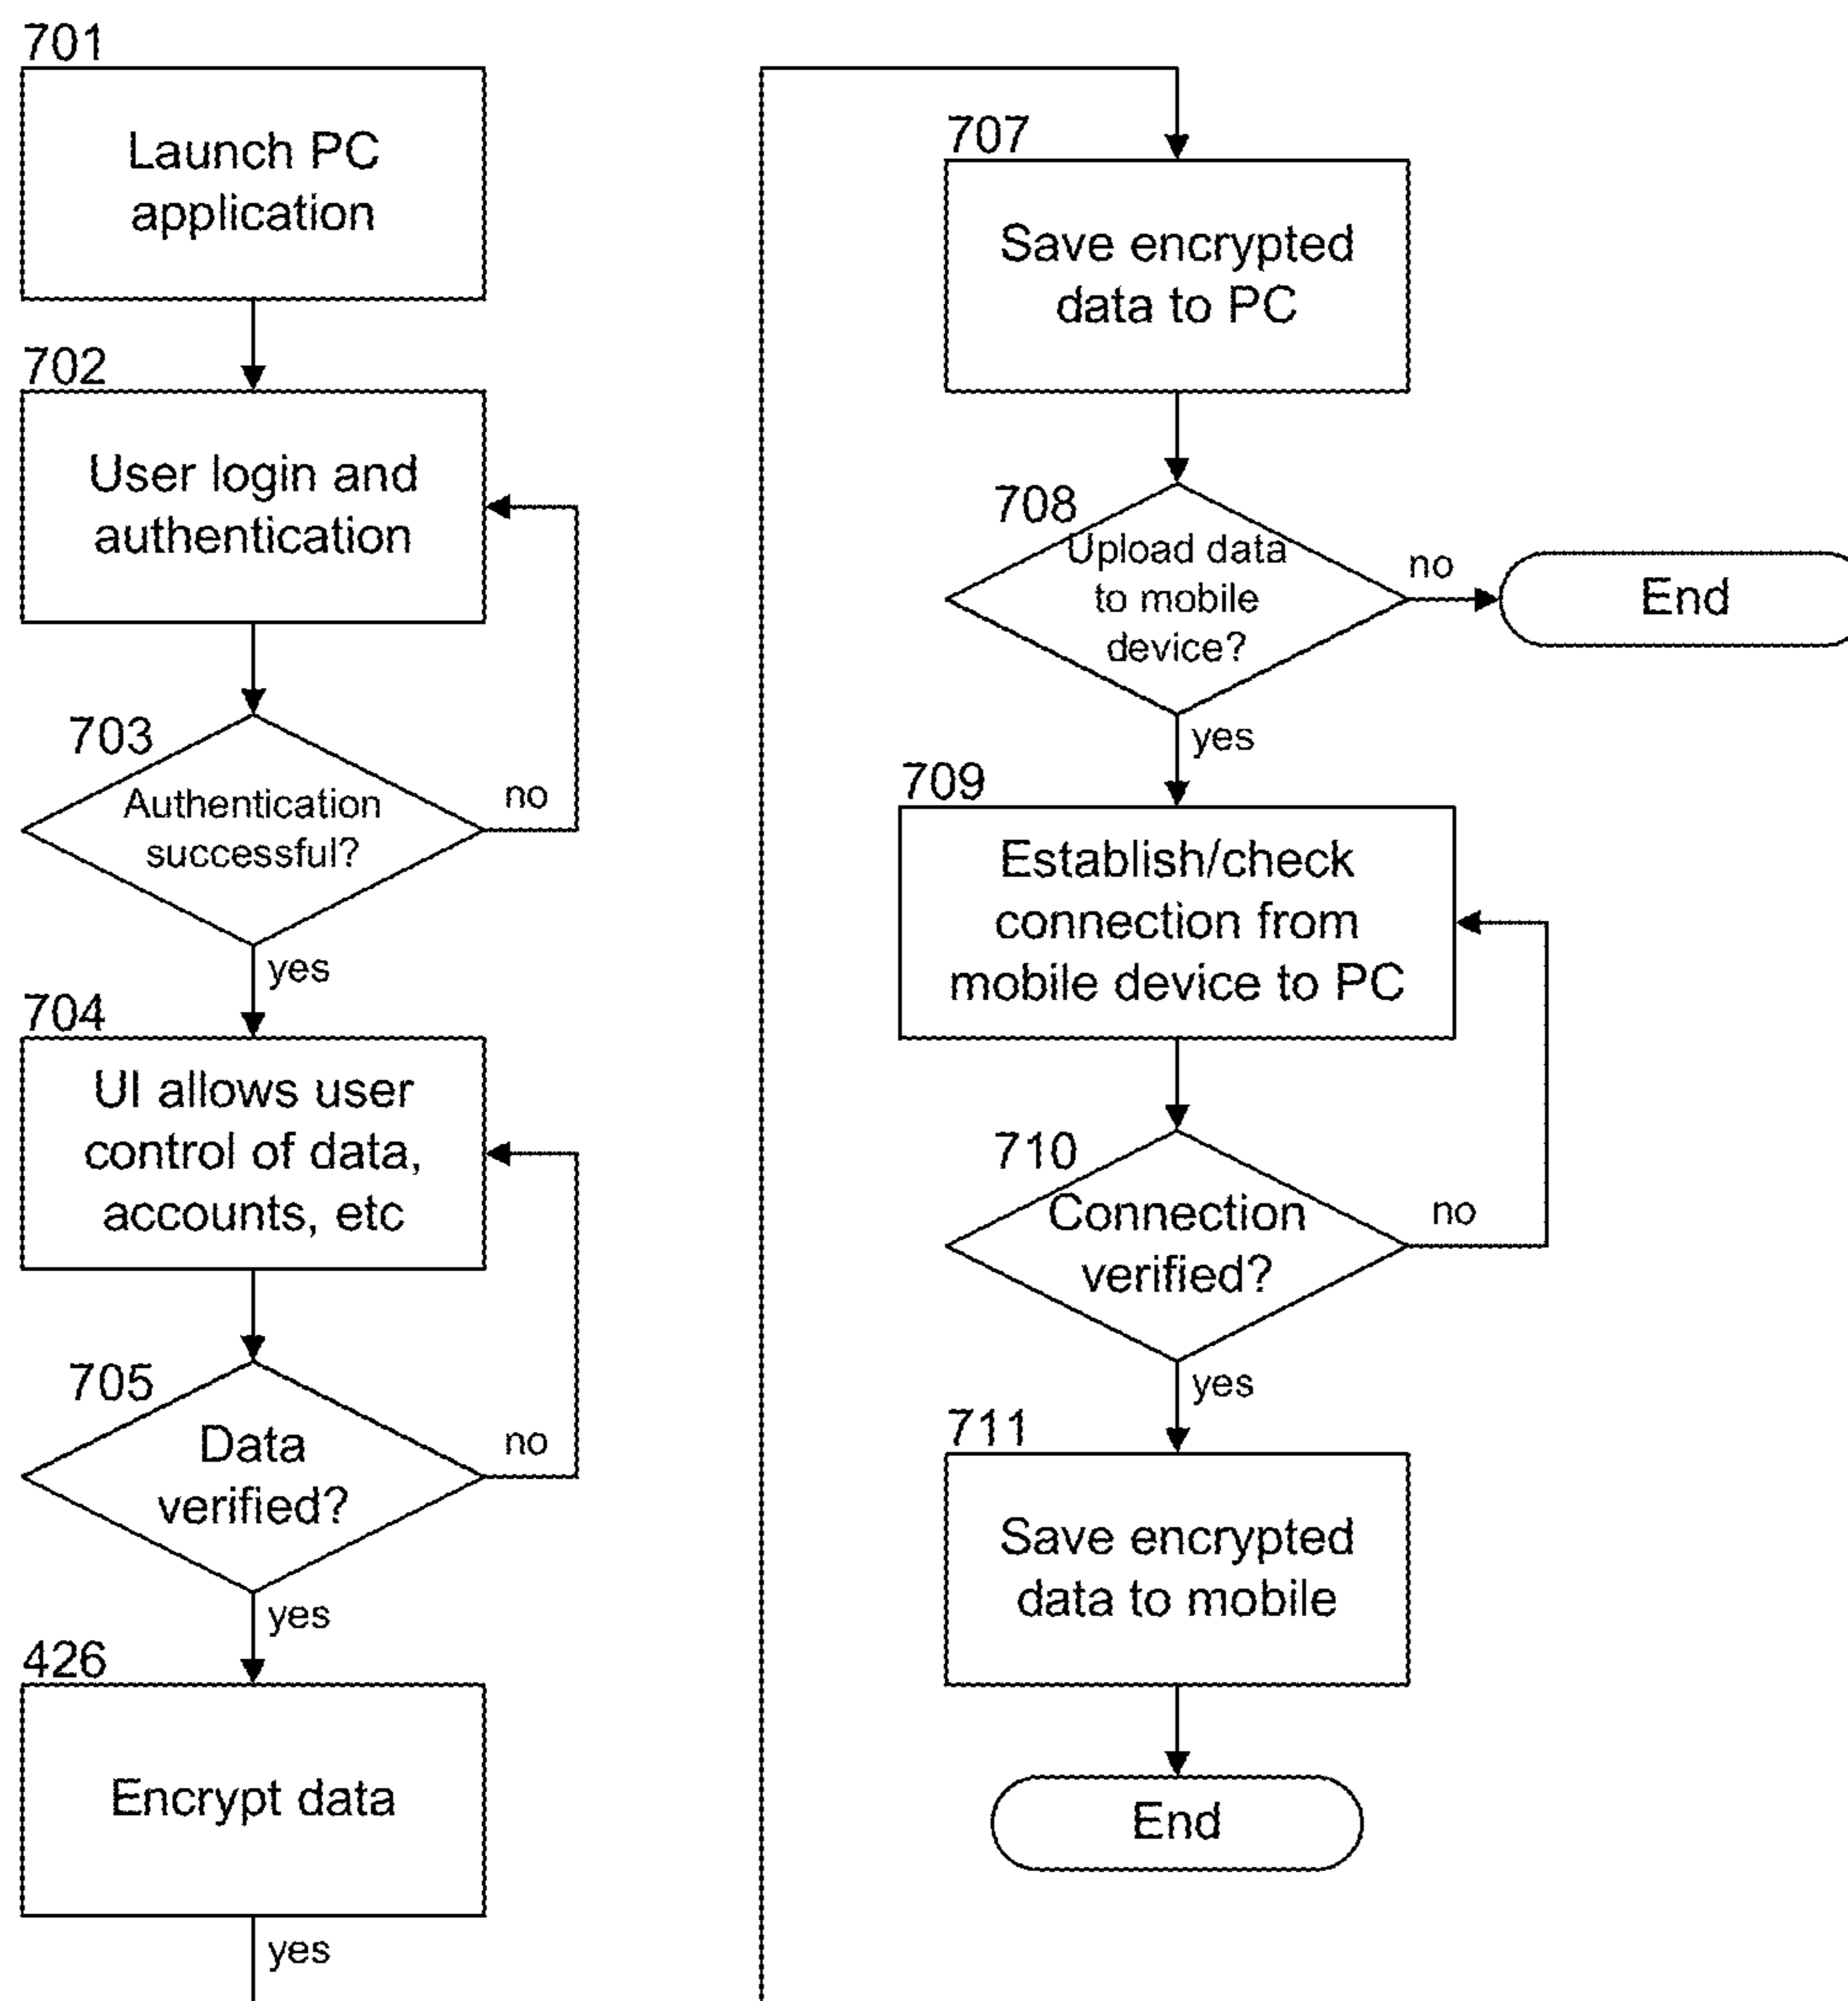 701
Launch PC
application
702
User login and
authentication
703
Authentication
successful?
no
yes
704
UI allows user
control of data,
accounts, etc
705
Data
verified?
no
yes
426
Encrypt data
yes
707
Save encrypted
data to PC
708
Upload data
to mobile
device?
no
End
yes
709
Establish/check
connection from
mobile device to PC
710
Connection
verified?
no
yes
711
Save encrypted
data to mobile
End